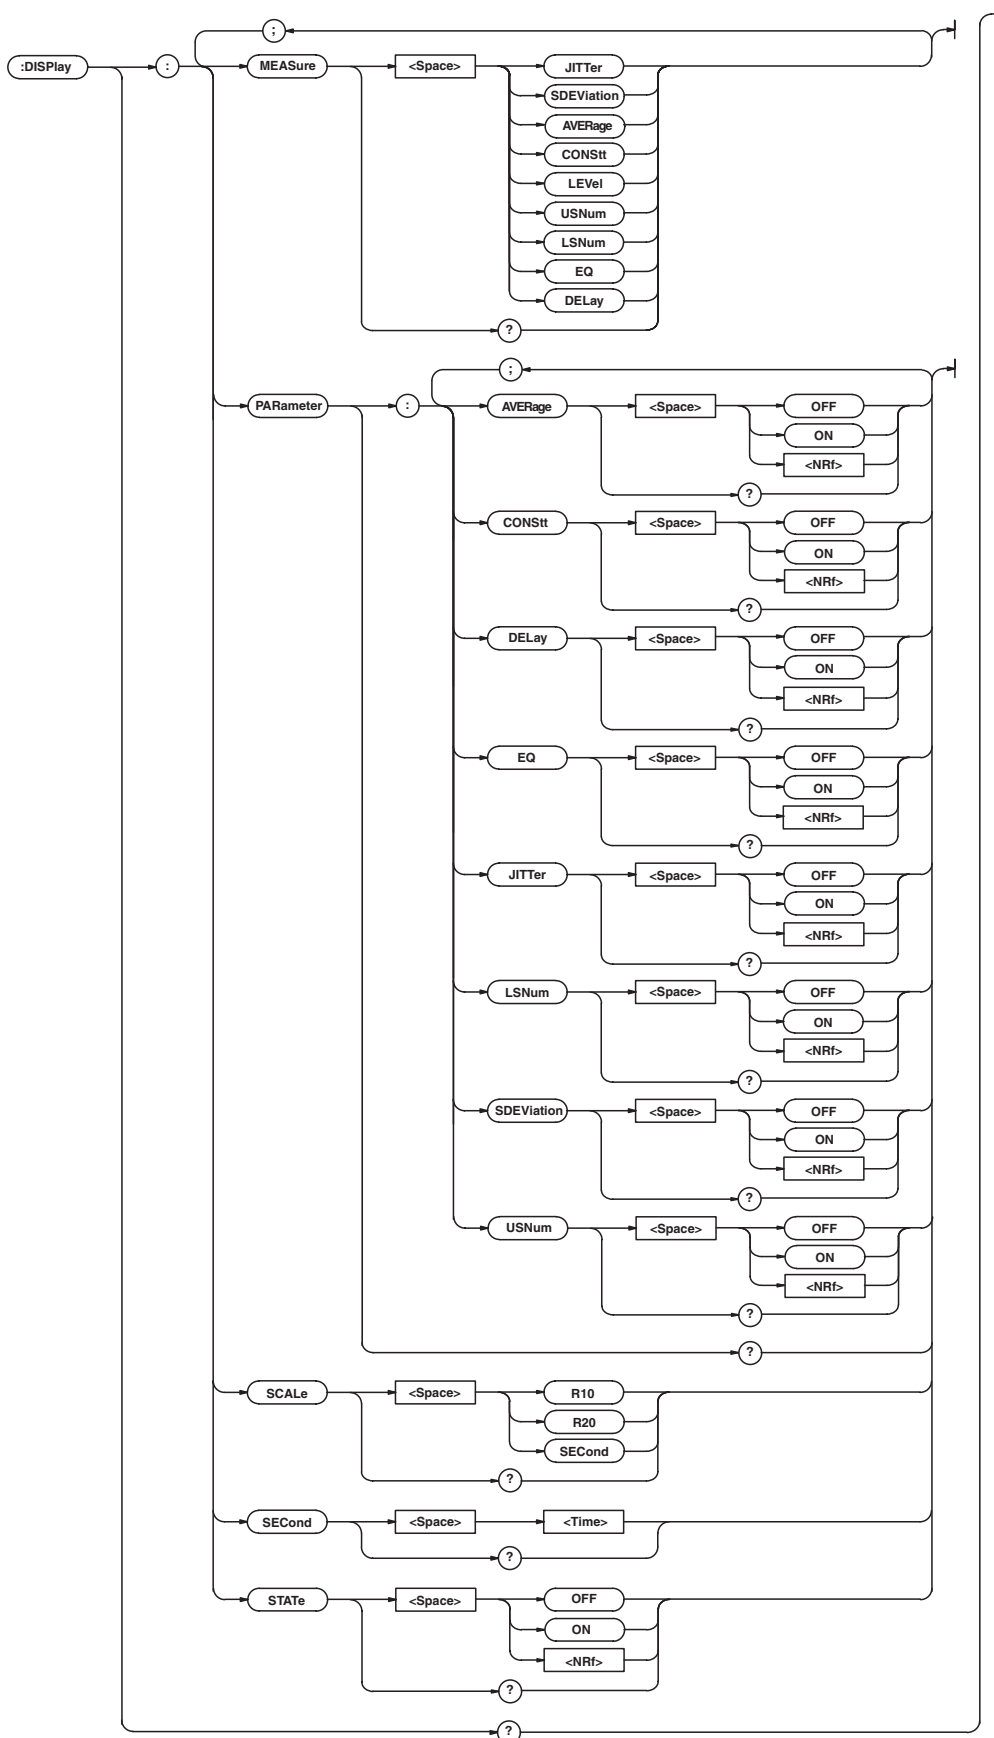 ;
:DISPlay : MEASure <Space> JITTer
SDEViation
AVERage
CONStt
LEVel
USNum
LSNum
EQ
DELay
?
;
PARameter : AVERage <Space> OFF
ON
<NRf>
?
CONStt <Space> OFF
ON
<NRf>
?
DELay <Space> OFF
ON
<NRf>
?
EQ <Space> OFF
ON
<NRf>
?
JITTer <Space> OFF
ON
<NRf>
?
LSNum <Space> OFF
ON
<NRf>
?
SDEViation <Space> OFF
ON
<NRf>
?
USNum <Space> OFF
ON
<NRf>
?
?
SCALe <Space> R10
R20
SECond
?
SECond <Space> <Time>
?
STATe <Space> OFF
ON
<NRf>
?
?